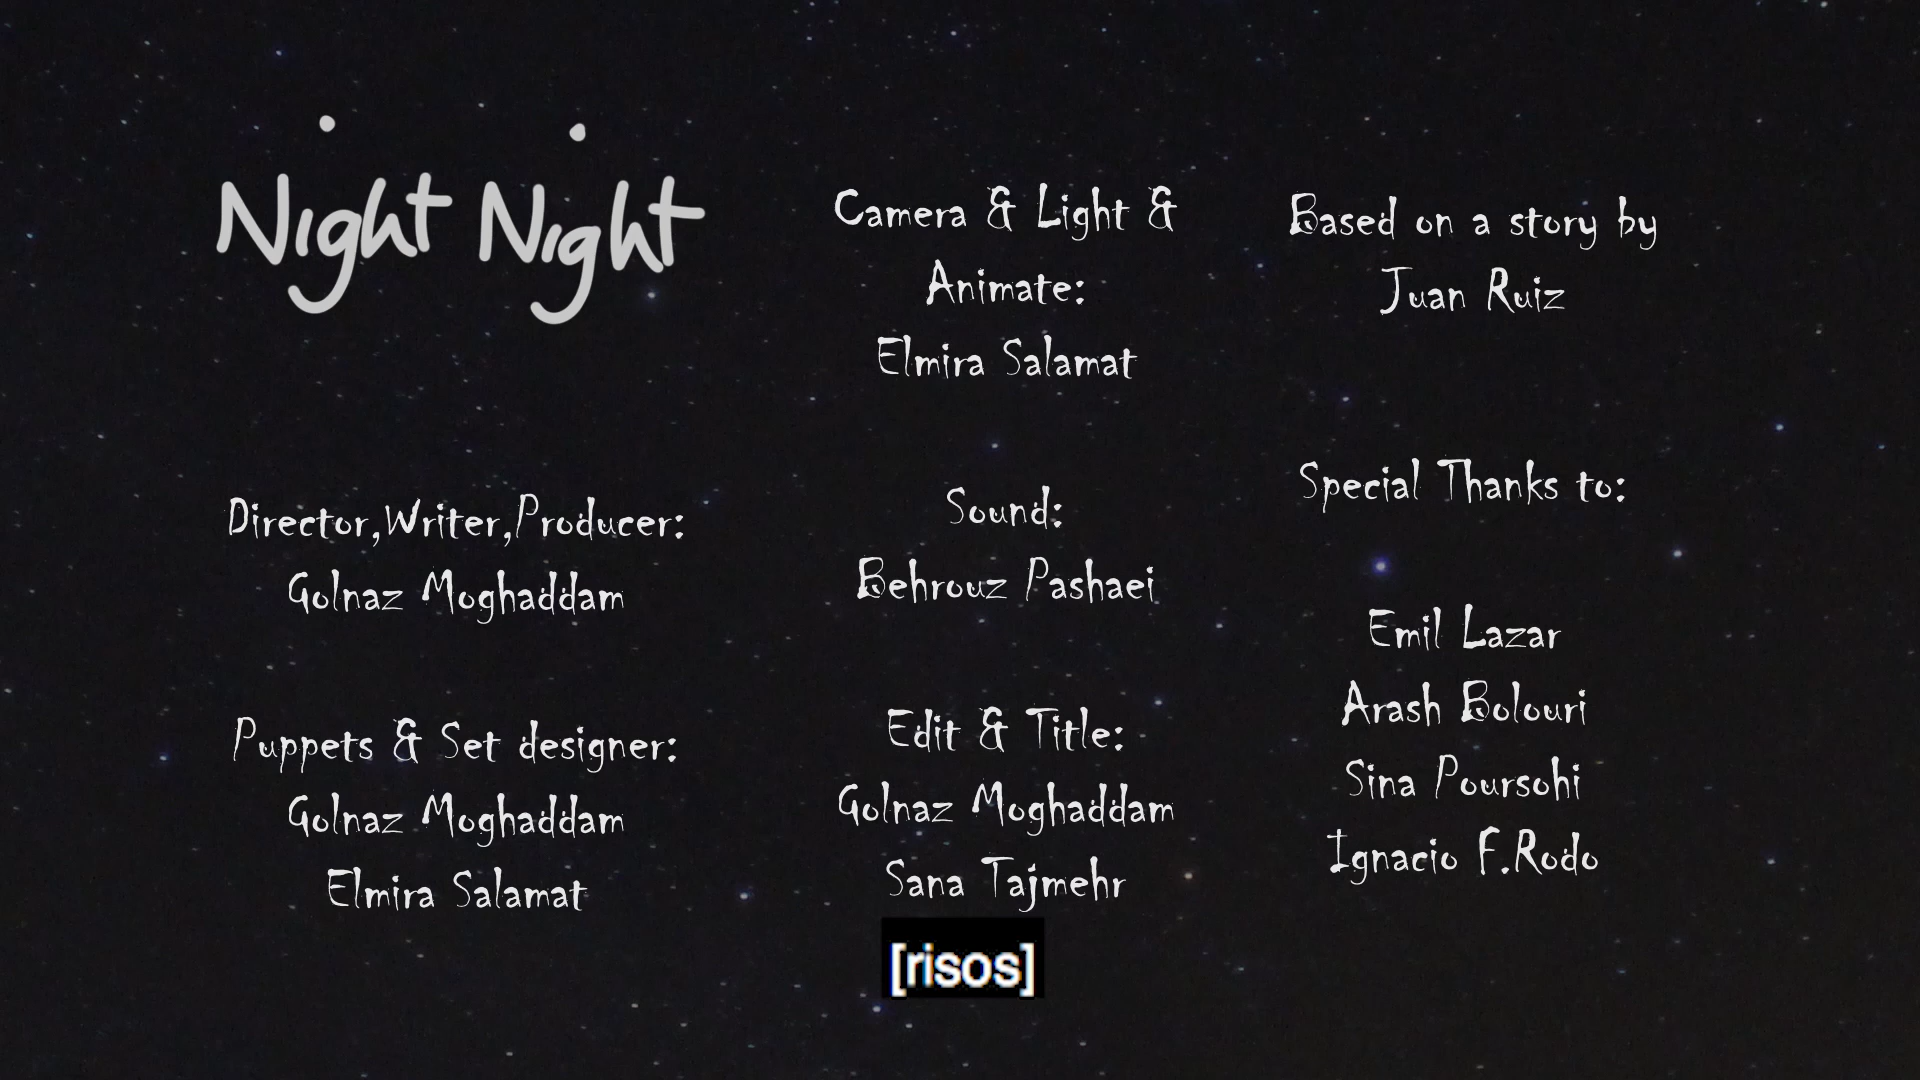 Night Night
Director,Writer,Producer:
Golnaz Moghaddam
Puppets & Set designer:
Golnaz Moghaddam
Elmira Salamat
Camera & Light &
Animate:
Elmira Salamat
Sound:
Behrouz Pashaei
Edit & Title:
Golnaz Moghaddam
Sana Tajmehr
Based on a story by
Juan Ruiz
Special Thanks to:
Emil Lazar
Arash Bolouri
Sina Poursohi
Ignacio F.Rodo
[risos]